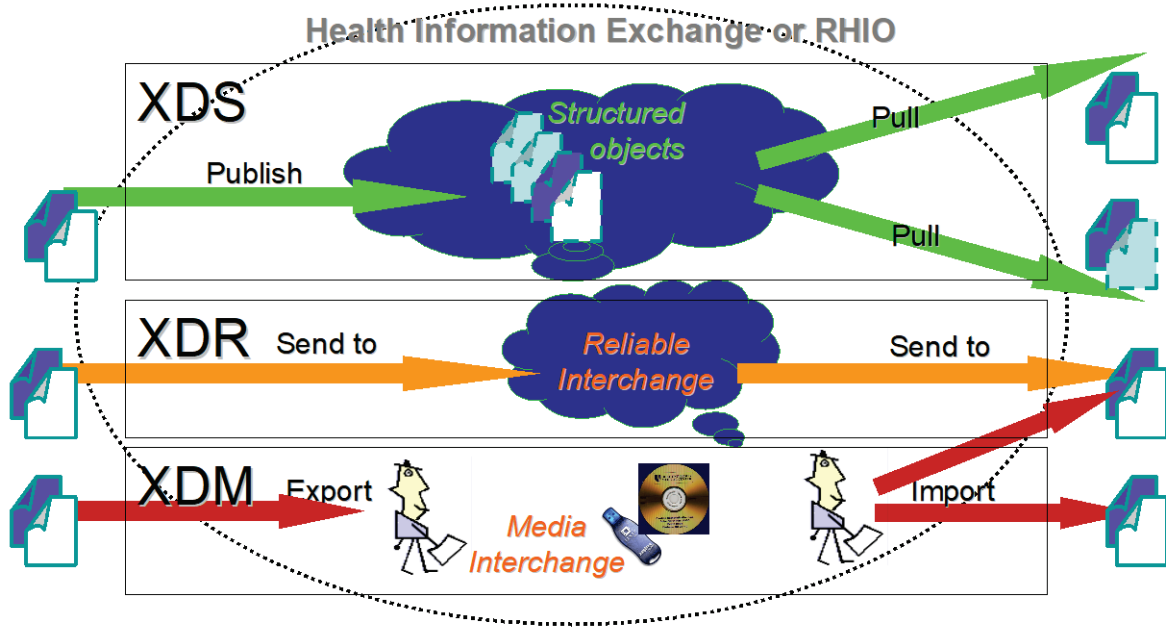 Health Information Exchange or RHIO
XDS
Structured
objects
Publish
Pull
Pull
XDR
Send to
Reliable
Interchange
Send to
XDM
Export
Media
Interchange
Import